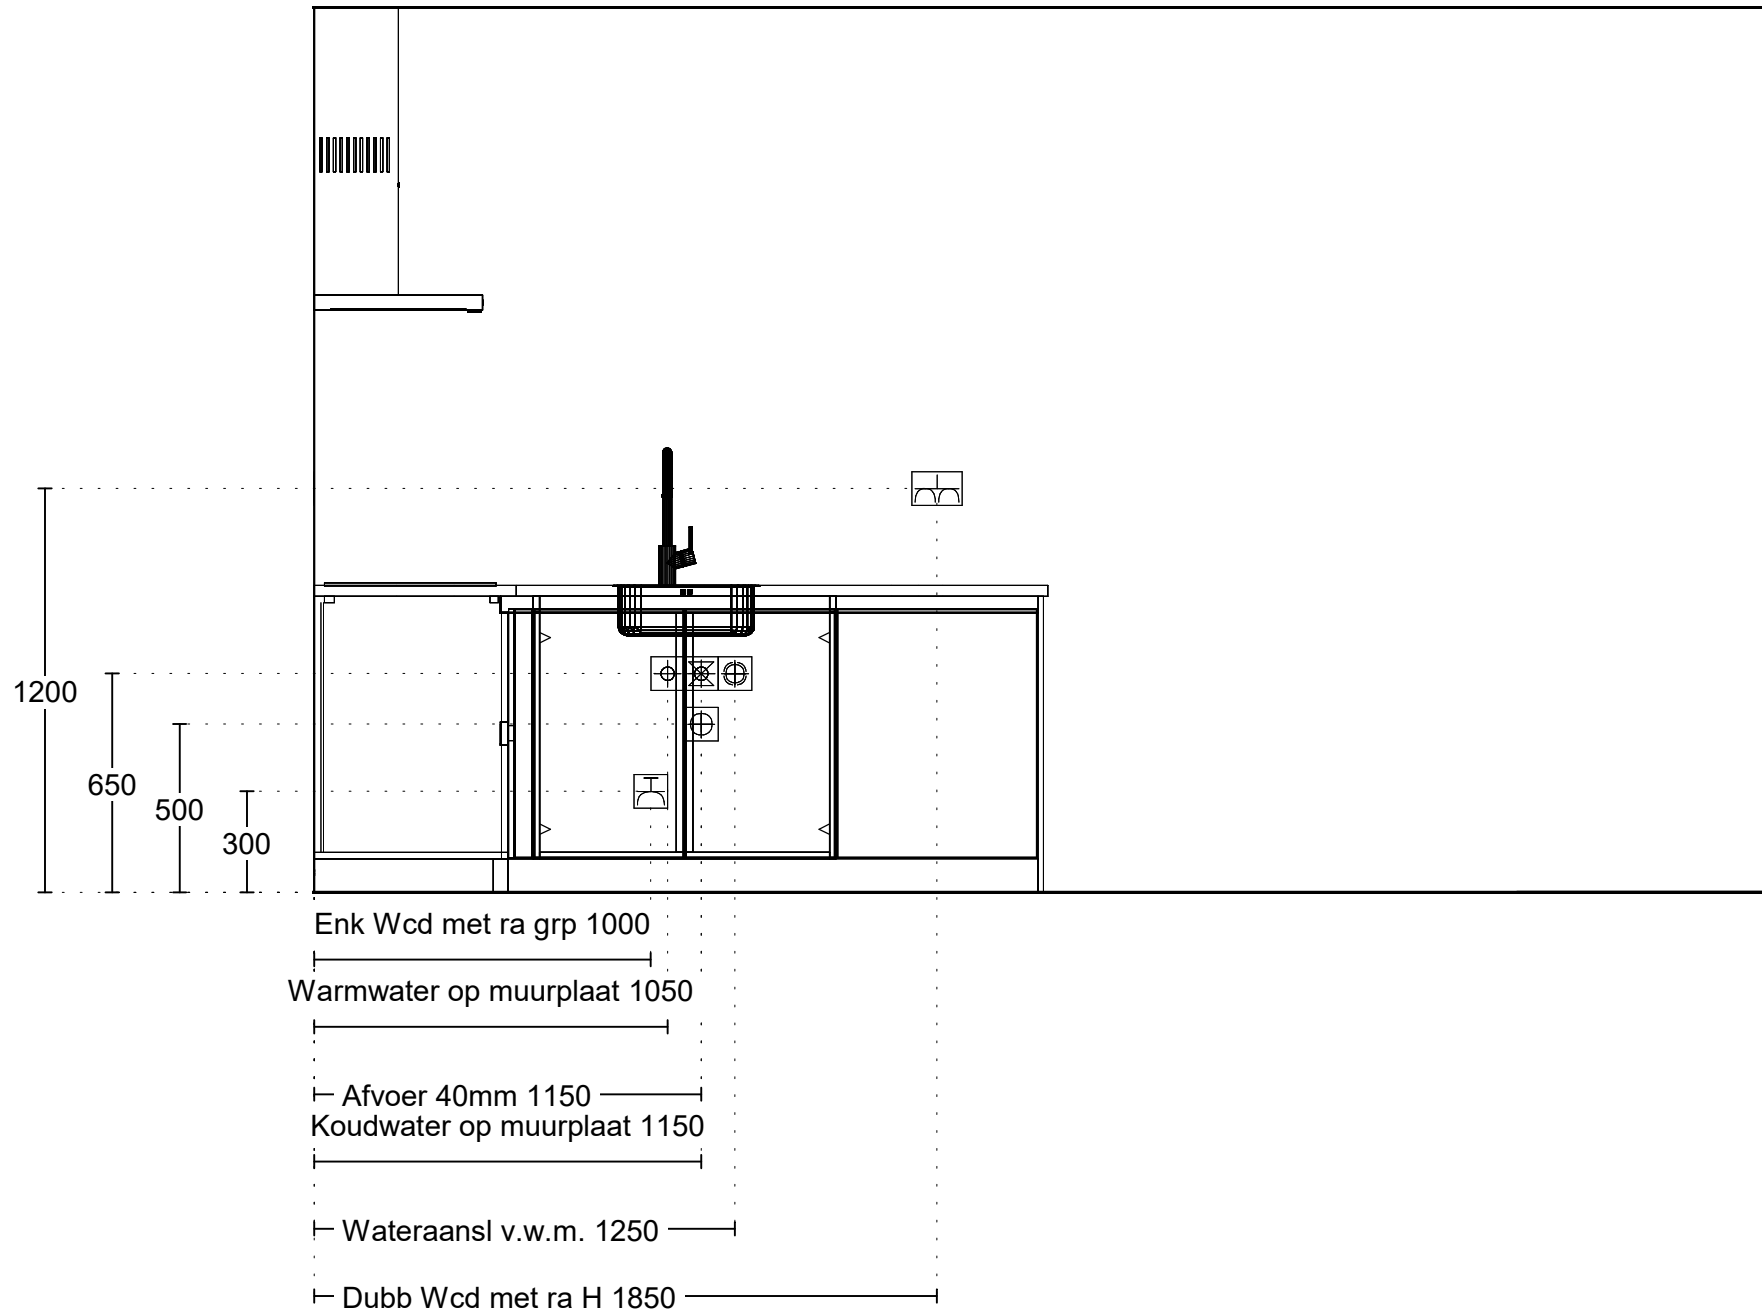 1200
650
500
300
Enk Wcd met ra grp 1000
Warmwater op muurplaat 1050
Afvoer 40mm 1150
Koudwater op muurplaat 1150
Wateraansl v.w.m. 1250
Dubb Wcd met ra H 1850